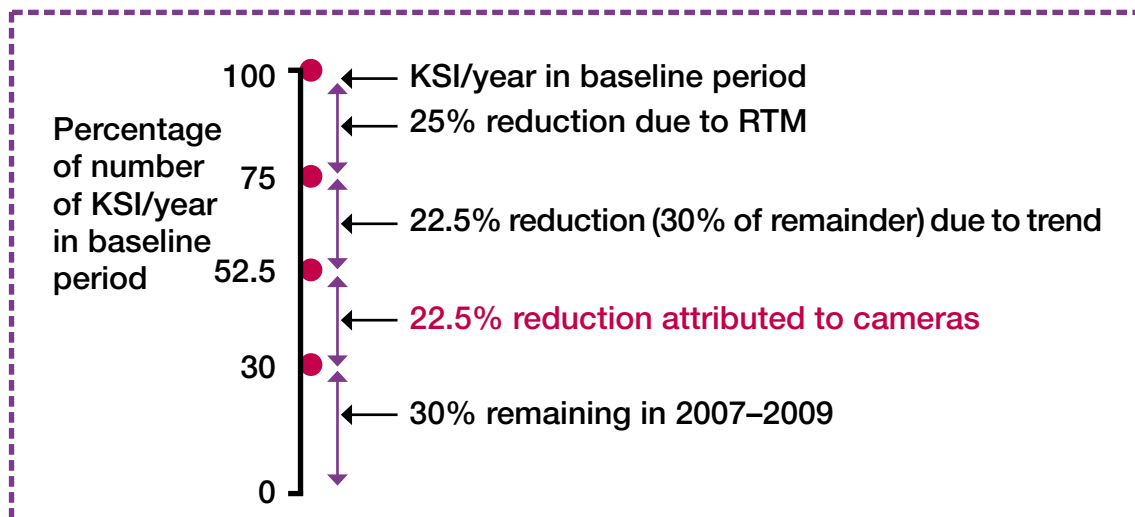 Percentage
of number
of KSI/year
in baseline
period
100
75
52.5
30
0
KSI/year in baseline period
25% reduction due to RTM
22.5% reduction (30% of remainder) due to trend
22.5% reduction attributed to cameras
30% remaining in 2007–2009